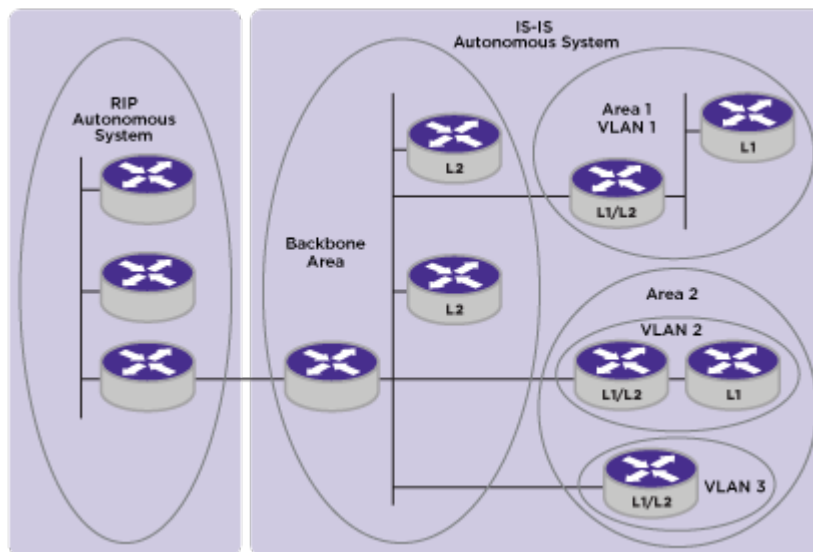 IS-IS
Autonomous System
RIP
Autonomous
System
Area 1
VLAN 1
L1
L2
L1/L2
Backbone
Area
L2
Area 2
VLAN 2
L1/L2
L1
L1/L2
VLAN 3